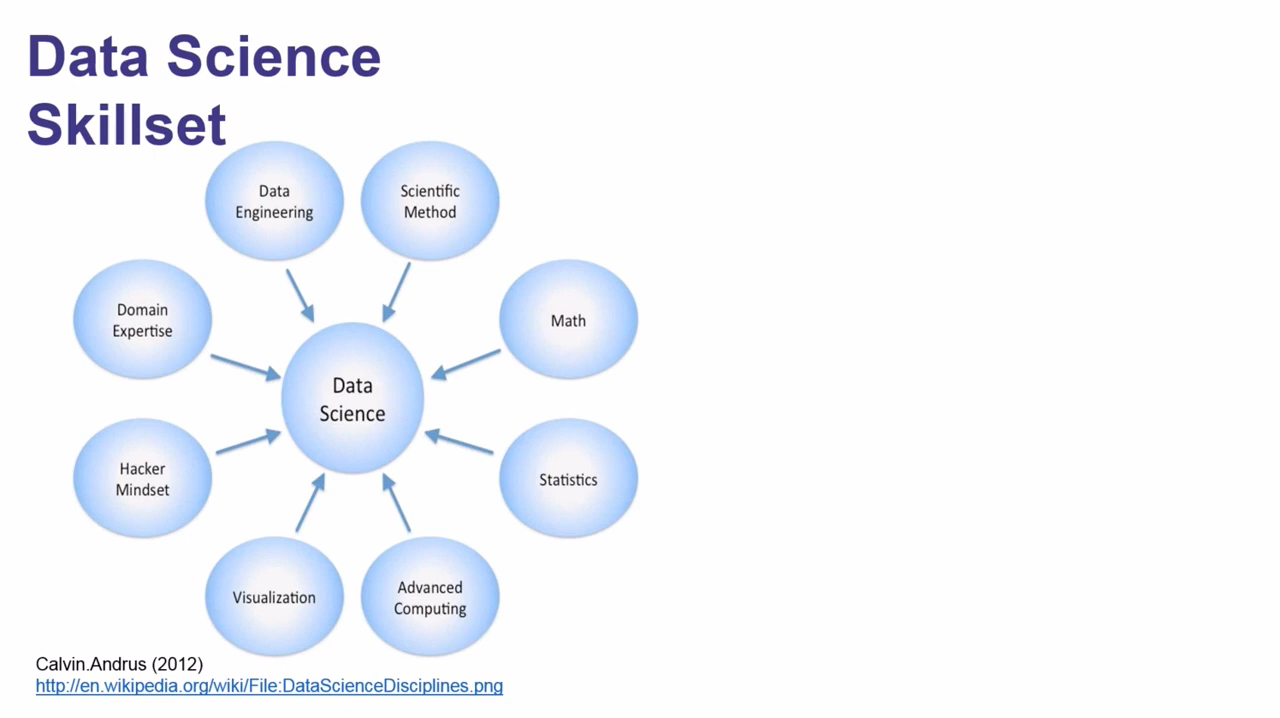 Data Science
Skillset
Data
Engineering
Scientific
Method
Domain
Expertise
Math
Data
Science
Hacker
Mindset
Statistics
Visualization
Advanced
Computing
Calvin.Andrus (2012)
http://en.wikipedia.org/wiki/File:DataScienceDisciplines.png